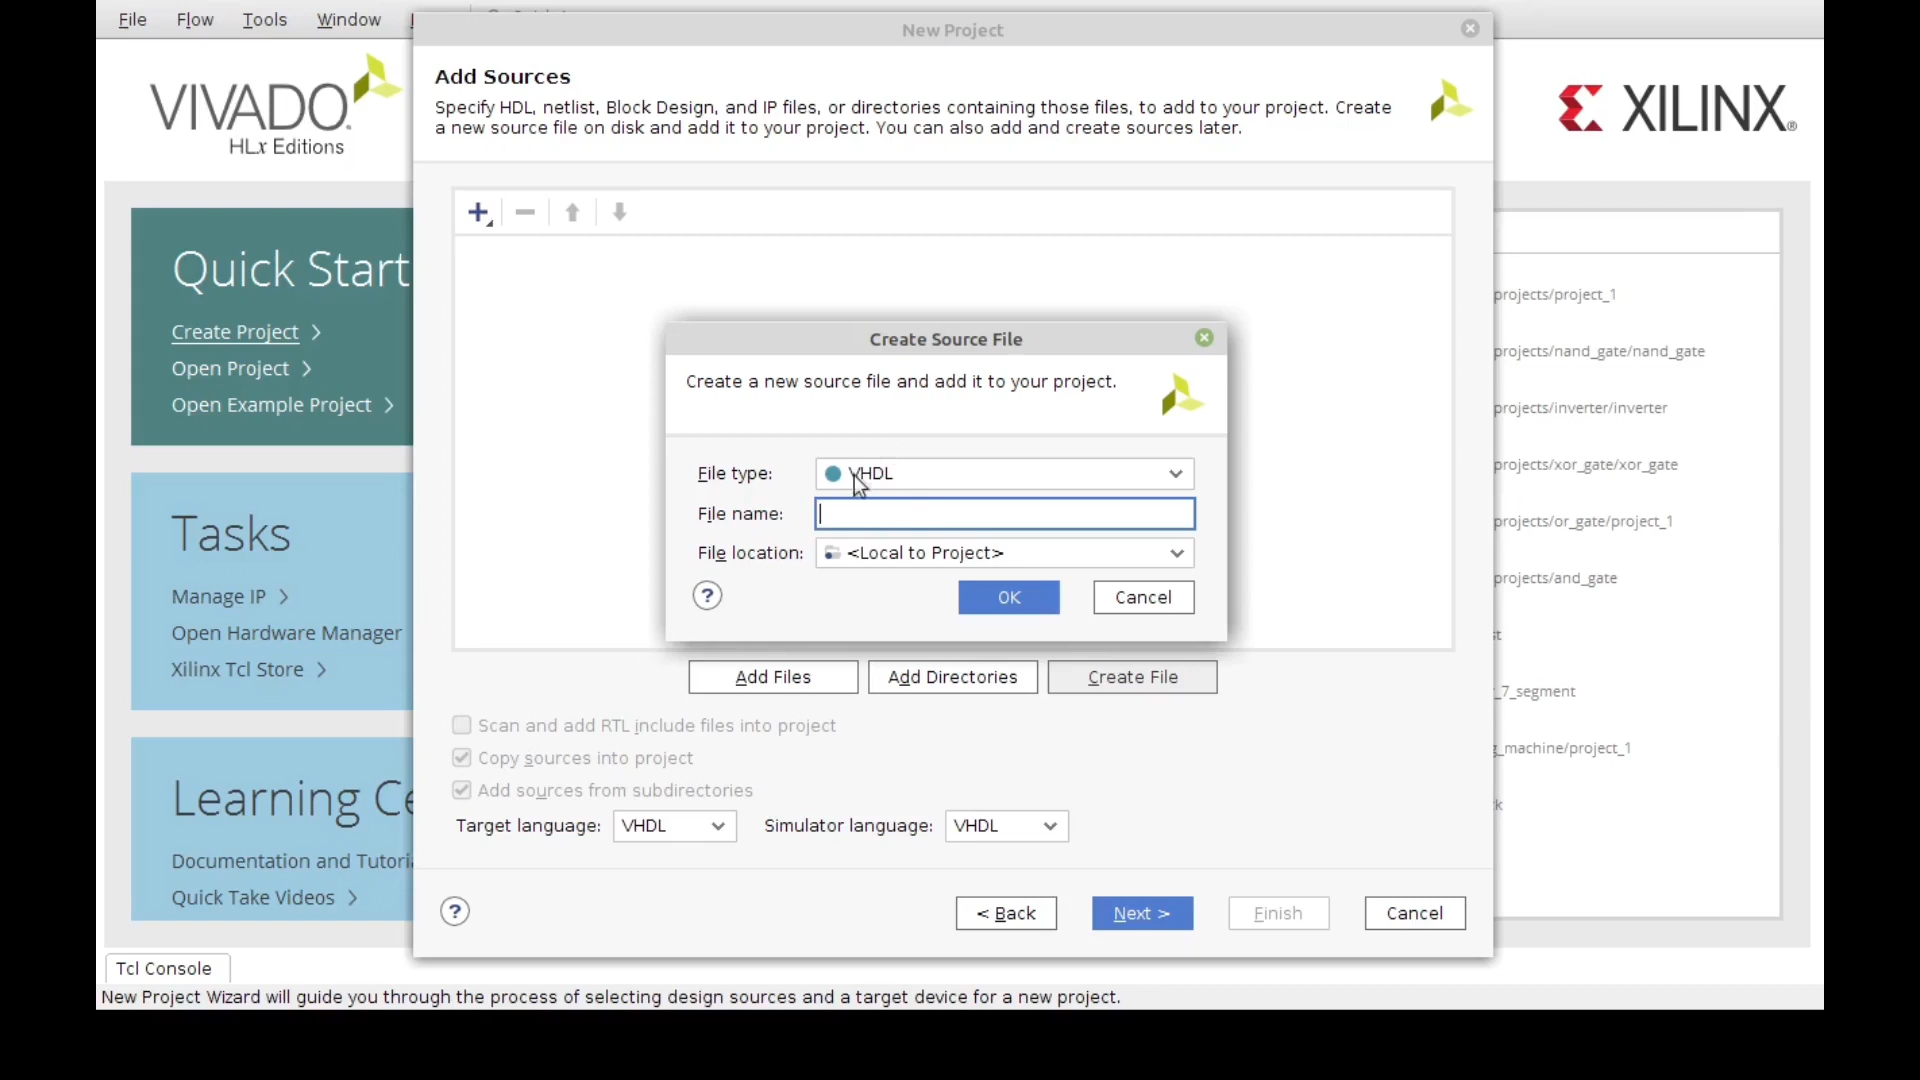 File Flow Tools Window
New Project
VIVADO.
HLx Editions
Add Sources
Specify HDL, netlist, Block Design, and IP files, or directories containing those files, to add to your project. Create
a new source file on disk and add it to your project. You can also add and create sources later.
XILINX®
Quick Start
Create Project >
Open Project >
Open Example Project >
Tasks
Manage IP >
Open Hardware Manager
Xilinx Tcl Store >
Learning Ce
Documentation and Tutoria
Quick Take Videos >
Create Source File
Create a new source file and add it to your project.
File type: VHDL
File name:
File location: <Local to Project>
?
OK
Cancel
Add Files
Add Directories
Create File
Scan and add RTL include files into project
Copy sources into project
Add sources from subdirectories
Target language: VHDL
Simulator language: VHDL
?
< Back
Next >
Finish
Cancel
projects/project_1
projects/nand_gate/nand_gate
projects/inverter/inverter
projects/xor_gate/xor_gate
projects/or_gate/project_1
projects/and_gate
st
_7_segment
g_machine/project_1
k
Tcl Console
New Project Wizard will guide you through the process of selecting design sources and a target device for a new project.